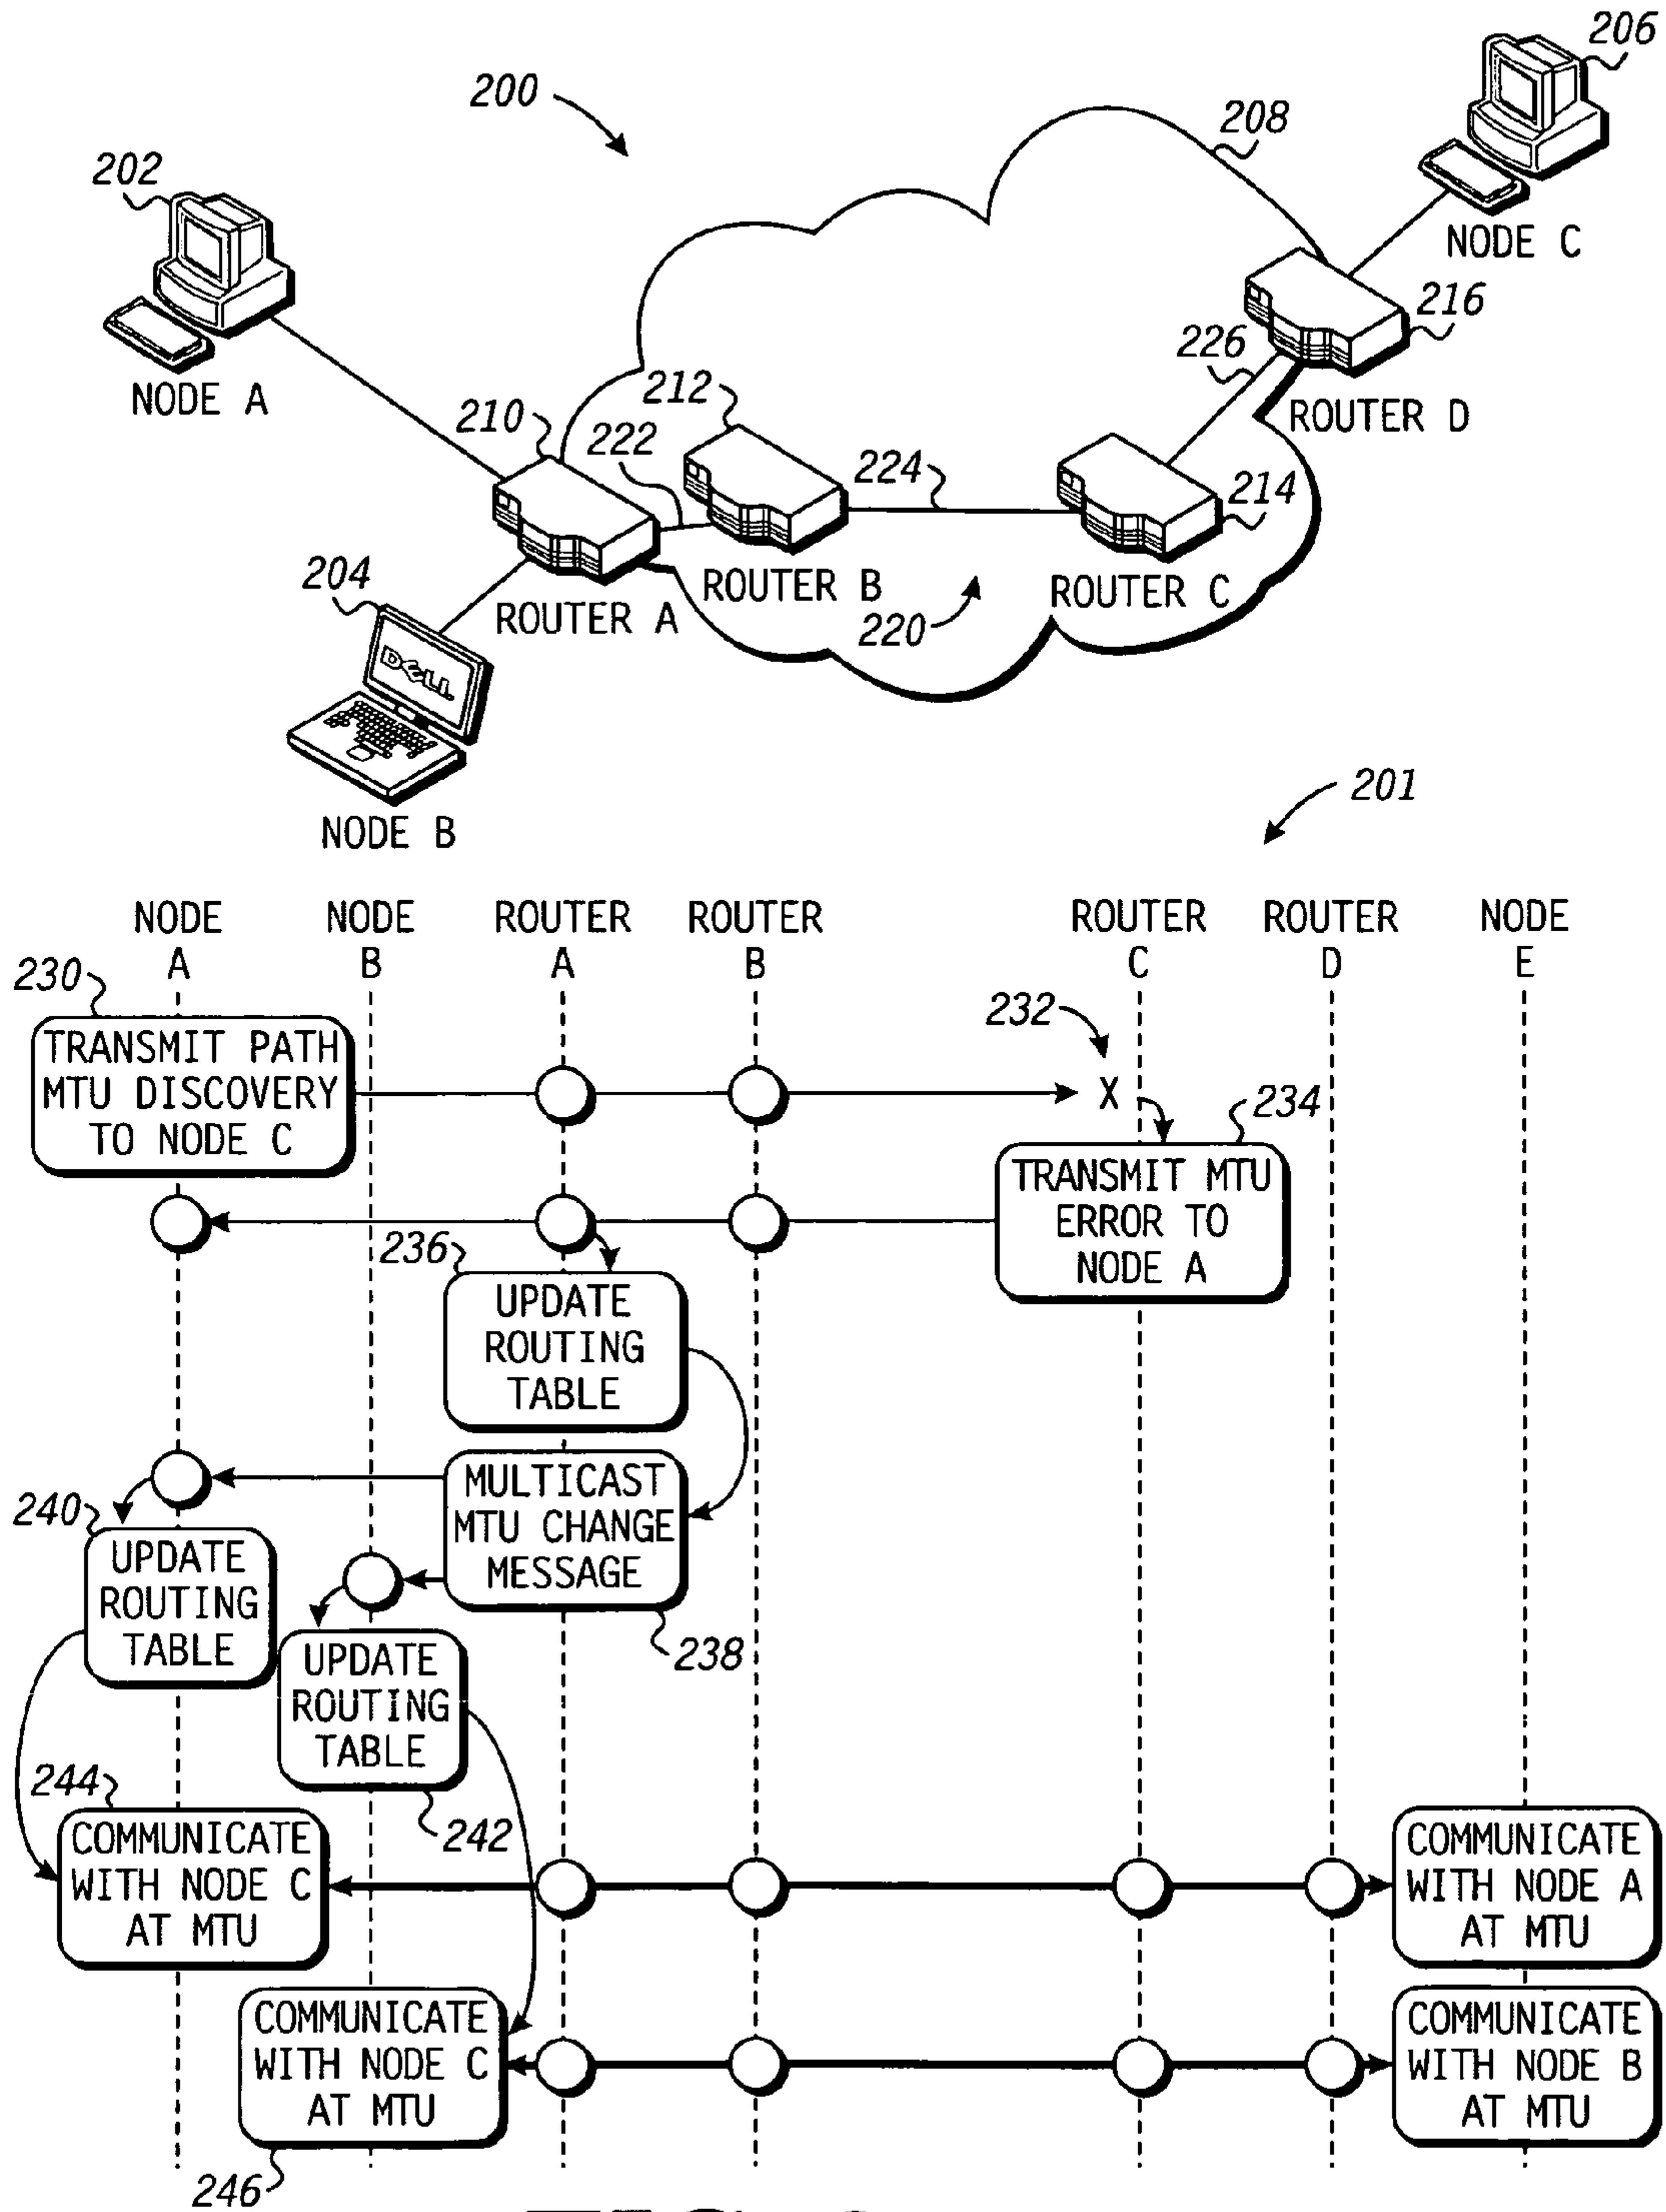 200
206
208
202
NODE C
216
226
NODE A
212
210
222
ROUTER D
224
214
204
ROUTER B
ROUTER C
ROUTER A
220
DELL
NODE B
201
NODE A
NODE B
ROUTER A
ROUTER B
ROUTER C
ROUTER D
NODE E
230
232
TRANSMIT PATH
MTU DISCOVERY
TO NODE C
X
234
TRANSMIT MTU
ERROR TO
NODE A
236
UPDATE
ROUTING
TABLE
MULTICAST
MTU CHANGE
MESSAGE
238
240
UPDATE
ROUTING
TABLE
UPDATE
ROUTING
TABLE
242
244
COMMUNICATE
WITH NODE C
AT MTU
COMMUNICATE
WITH NODE A
AT MTU
COMMUNICATE
WITH NODE C
AT MTU
246
COMMUNICATE
WITH NODE B
AT MTU